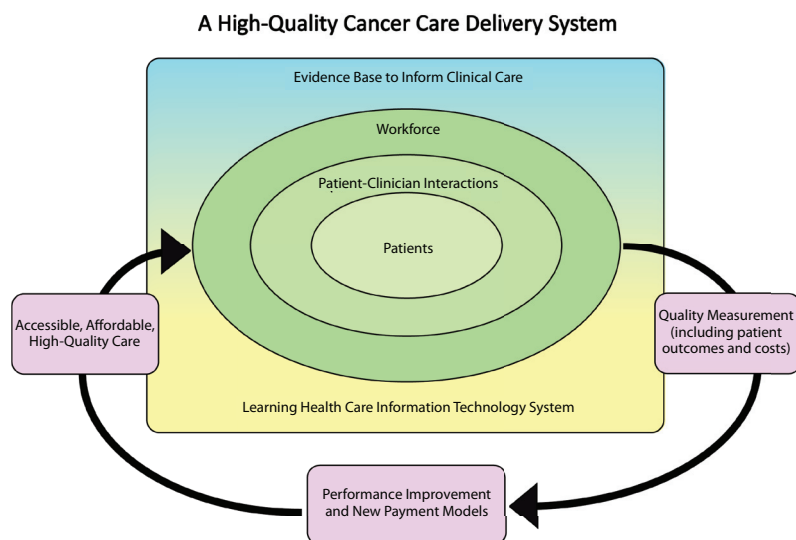 A High-Quality Cancer Care Delivery System
Evidence Base to Inform Clinical Care
Workforce
Patient-Clinician Interactions
Patients
Accessible, Affordable,
High-Quality Care
Quality Measurement
(including patient
outcomes and costs)
Learning Health Care Information Technology System
Performance Improvement
and New Payment Models